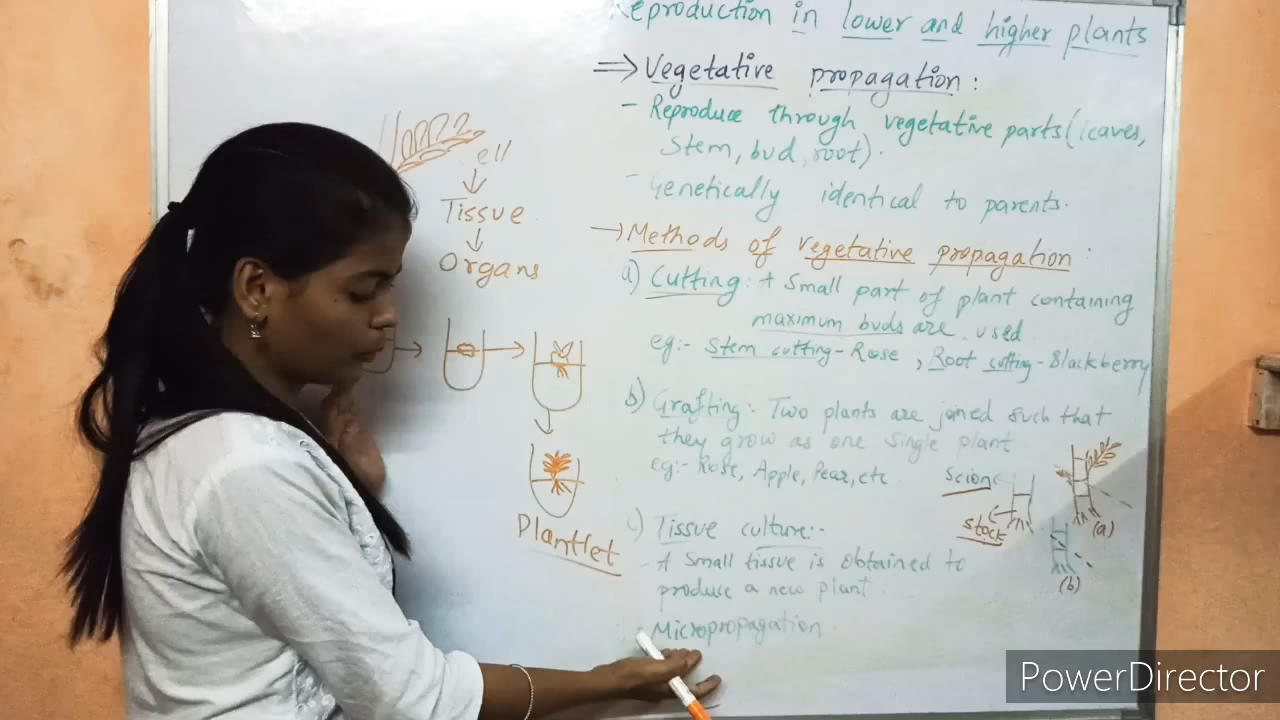 Reproduction in lower and higher plants
⇒ Vegetative propagation :
- Reproduce through vegetative parts (leaves,
Stem, bud, root).
- Genetically identical to parents.
→ Methods of vegetative propagation :
a) Cutting: A small part of plant containing
maximum buds are used
eg:- Stem cutting - Rose, Root cutting - Blackberry
b) Grafting: Two plants are joined such that
they grow as one single plant
eg:- Rose, Apple, Pear, etc
Scion
stock
(a)
(b)
c) Tissue culture:-
- A small tissue is obtained to
produce a new plant
Micropropagation
ell
↓
Tissue
↓
Organs
Plantlet
PowerDirector